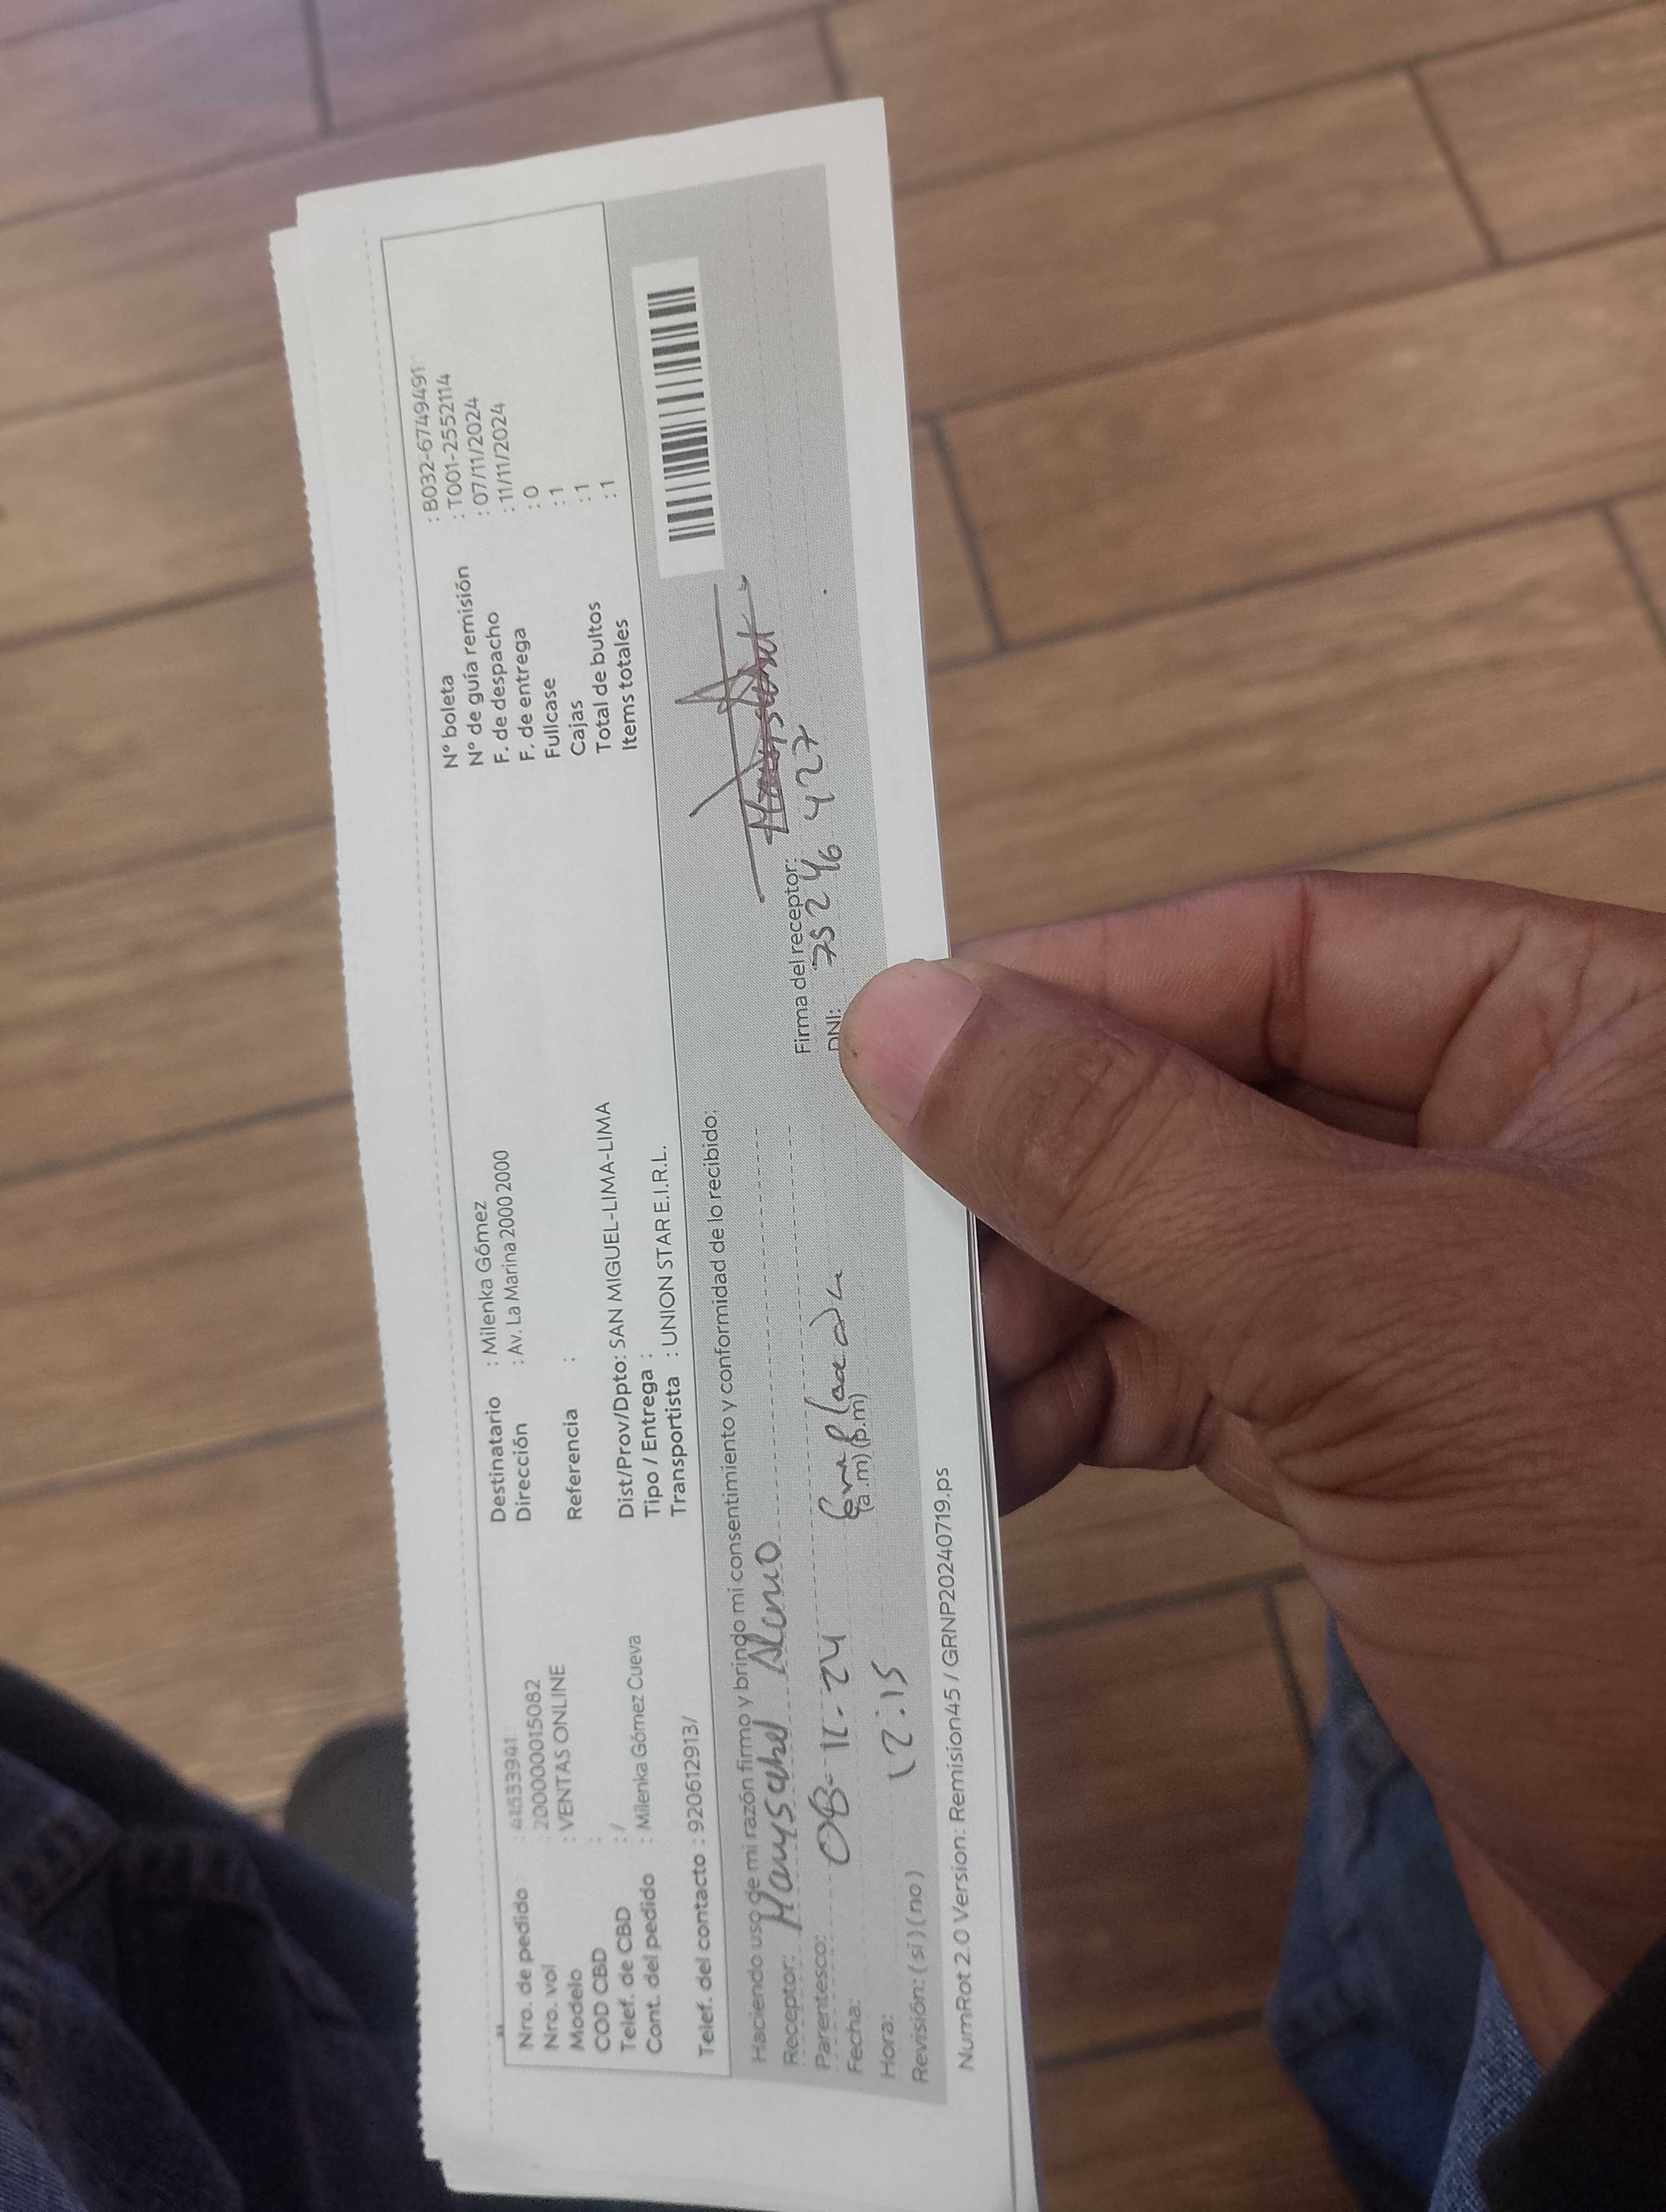 Nro. de pedido
Nro. vol : 200000015082
Modelo : VENTAS ONLINE
COD CBD :
Telef. de CBD : /
Cont. del pedido : Milenka Gómez Cueva
Telef. del contacto : 920612913/
Destinatario : Milenka Gómez
Dirección : Av. La Marina 2000 2000
Referencia :
Dist/Prov/Dpto: SAN MIGUEL-LIMA-LIMA
Tipo / Entrega :
Transportista : UNION STAR E.I.R.L.
N° boleta : B032-6749491
N° de guía remisión : T001-2552114
F. de despacho : 07/11/2024
F. de entrega : 11/11/2024
Fullcase : 0
Cajas : 1
Total de bultos : 1
Items totales : 1
Haciendo uso de mi razón firmo y bringo mi consentimiento y conformidad de lo recibido:
Receptor:
Parentesco:
Fecha: 08-11-24
Hora: 12:15 (a.m) (p.m)
Revisión: ( si ) ( no )
Firma del receptor:
DNI: 75246427
NumRot 2.0 Version: Remision45 / GRNP20240719.ps